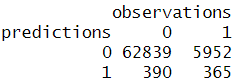 observations
predictions 0 1
0 62839 5952
1 390 365